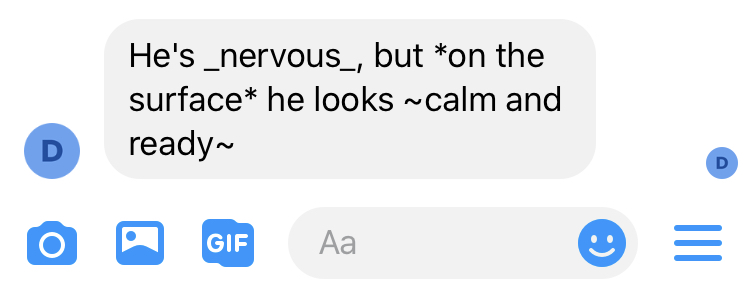 He's _nervous_, but *on the
surface* he looks ~calm and
ready~
D
D
GIF
Aa